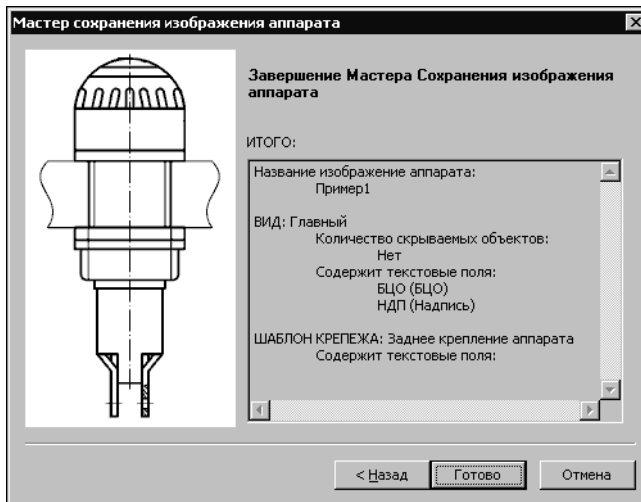 Мастер сохранения изображения аппарата
Завершение Мастера Сохранения изображения
аппарата
ИТОГО:
Название изображение аппарата:
Пример1
ВИД: Главный
Количество скрываемых объектов:
Нет
Содержит текстовые поля:
БЦО (БЦО)
НДП (Надпись)
ШАБЛОН КРЕПЕЖА: Заднее крепление аппарата
Содержит текстовые поля:
< Назад
Готово
Отмена